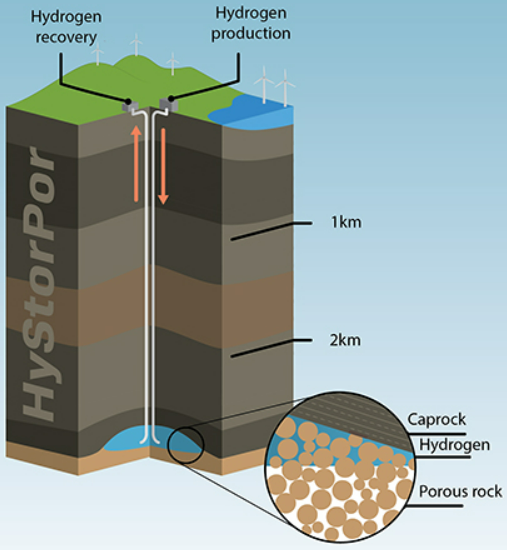 Hydrogen
recovery
Hydrogen
production
HyStorPor
1km
2km
Caprock
Hydrogen
Porous rock